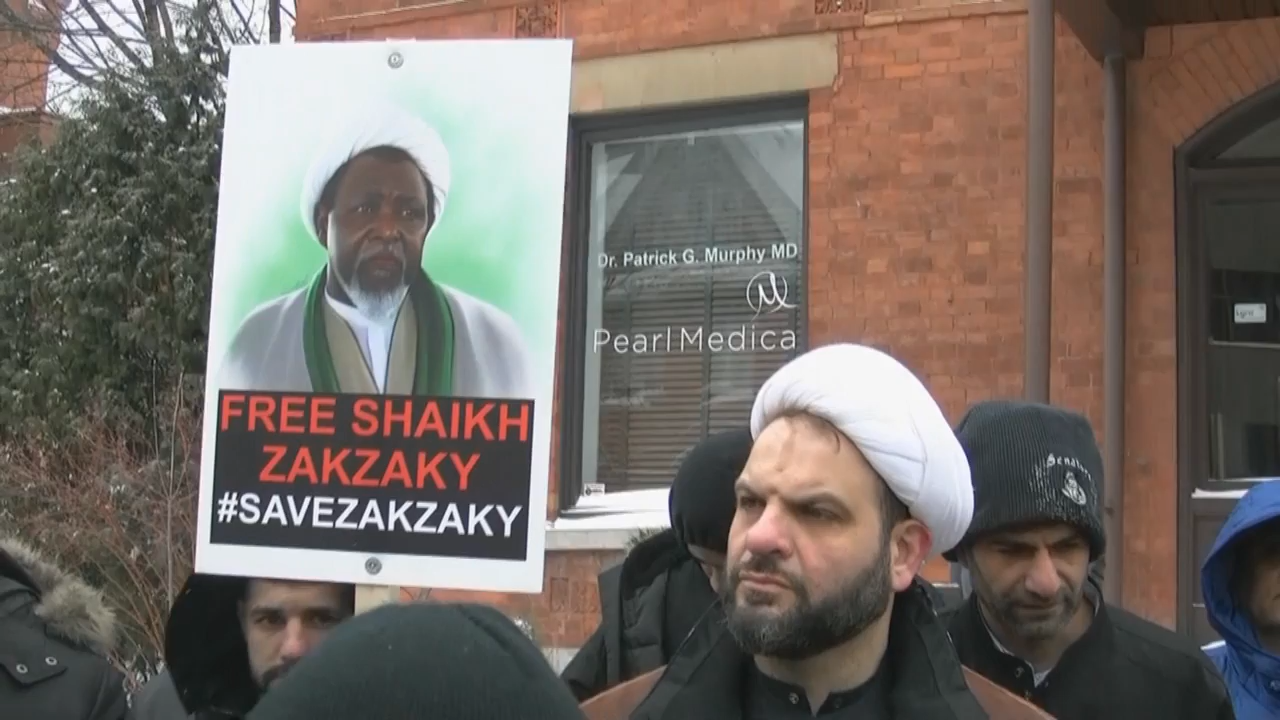 FREE SHAIKH
ZAKZAKY
#SAVEZAKZAKY
Dr. Patrick G. Murphy MD
PearlMedica